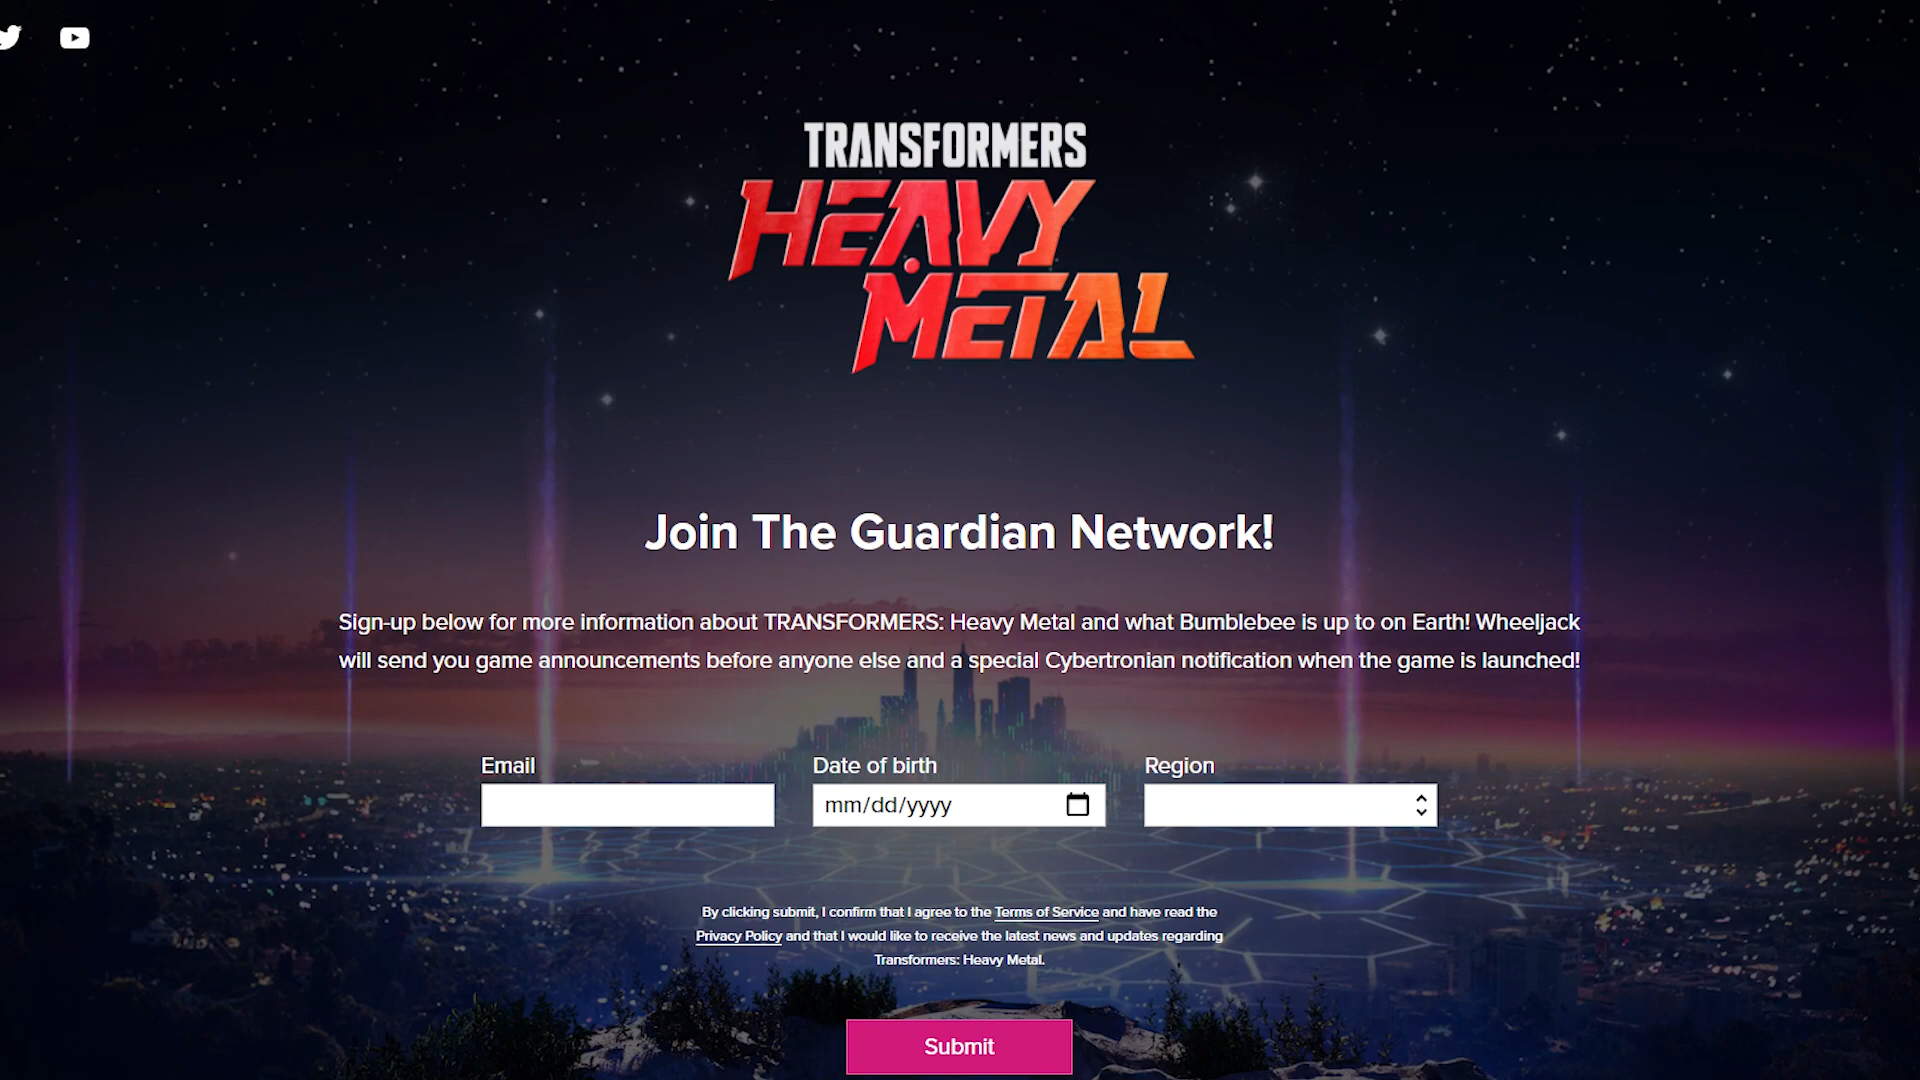 TRANSFORMERS
HEAVY
METAL
Join The Guardian Network!
Sign-up below for more information about TRANSFORMERS: Heavy Metal and what Bumblebee is up to on Earth! Wheeljack
will send you game announcements before anyone else and a special Cybertronian notification when the game is launched!
Email Date of birth Region
mm/dd/yyyy
By clicking submit, I confirm that I agree to the Terms of Service and have read the
Privacy Policy and that I would like to receive the latest news and updates regarding
Transformers: Heavy Metal.
Submit